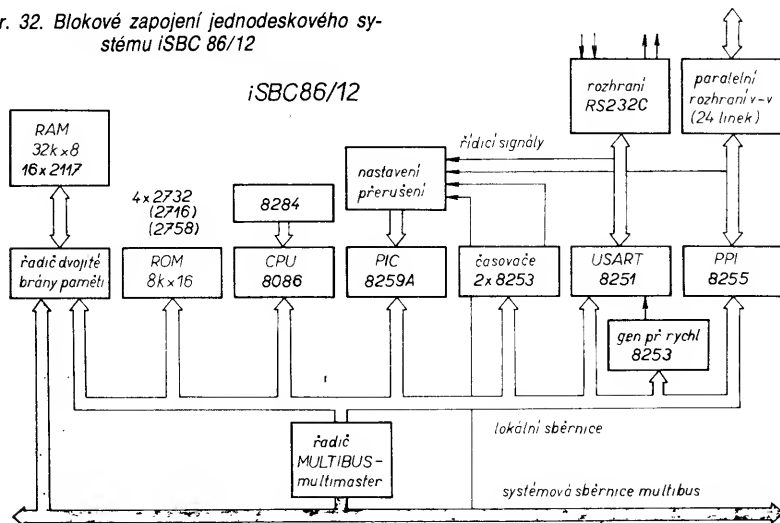 r. 32. Blokové zapojení jednodeskového sy-
stému iSBC 86/12
iSBC86/12
RAM
32k×8
16×2117
4×2732
(2716)
(2758)
8284
nastavení
přerušení
řídicí signály
rozhraní
RS232C
paralelní
rozhraní v-v
(24 linek)
řadič dvojité
brány paměti
ROM
8k×16
CPU
8086
PIC
8259A
časovače
2×8253
USART
8251
PPI
8255
gen př rychl
8253
lokální sběrnice
řadič
MULTIBUS-
multimaster
systémová sběrnice multibus